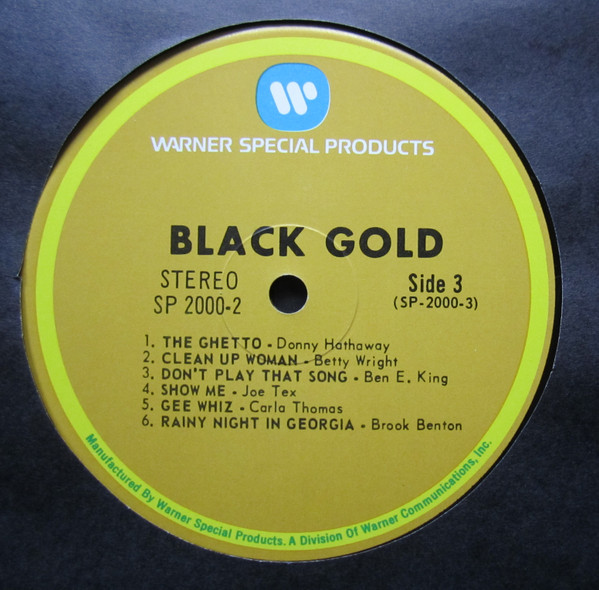 WARNER SPECIAL PRODUCTS
BLACK GOLD
STEREO
SP 2000-2
Side 3
(SP-2000-3)
1. THE GHETTO - Donny Hathaway
2. CLEAN UP WOMAN - Betty Wright
3. DON'T PLAY THAT SONG - Ben E. King
4. SHOW ME - Joe Tex
5. GEE WHIZ - Carla Thomas
6. RAINY NIGHT IN GEORGIA - Brook Benton
Manufactured By Warner Special Products. A Division Of Warner Communications, Inc.